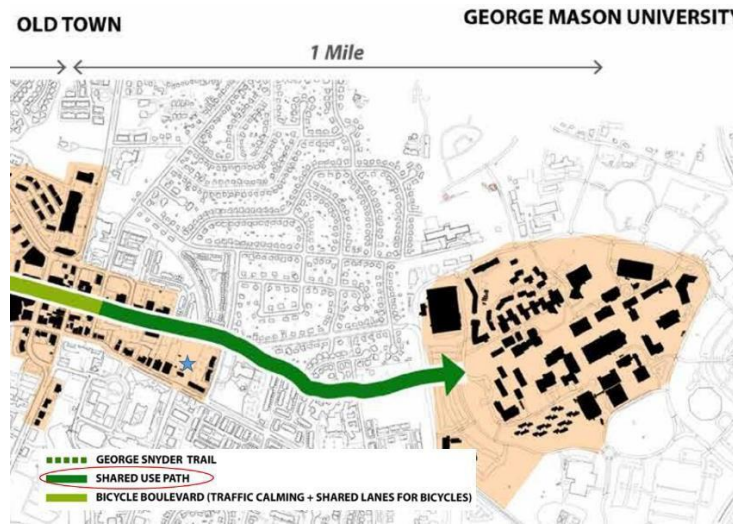 OLD TOWN
GEORGE MASON UNIVERSITY
1 Mile
GEORGE SNYDER TRAIL
SHARED USE PATH
BICYCLE BOULEVARD (TRAFFIC CALMING + SHARED LANES FOR BICYCLES)